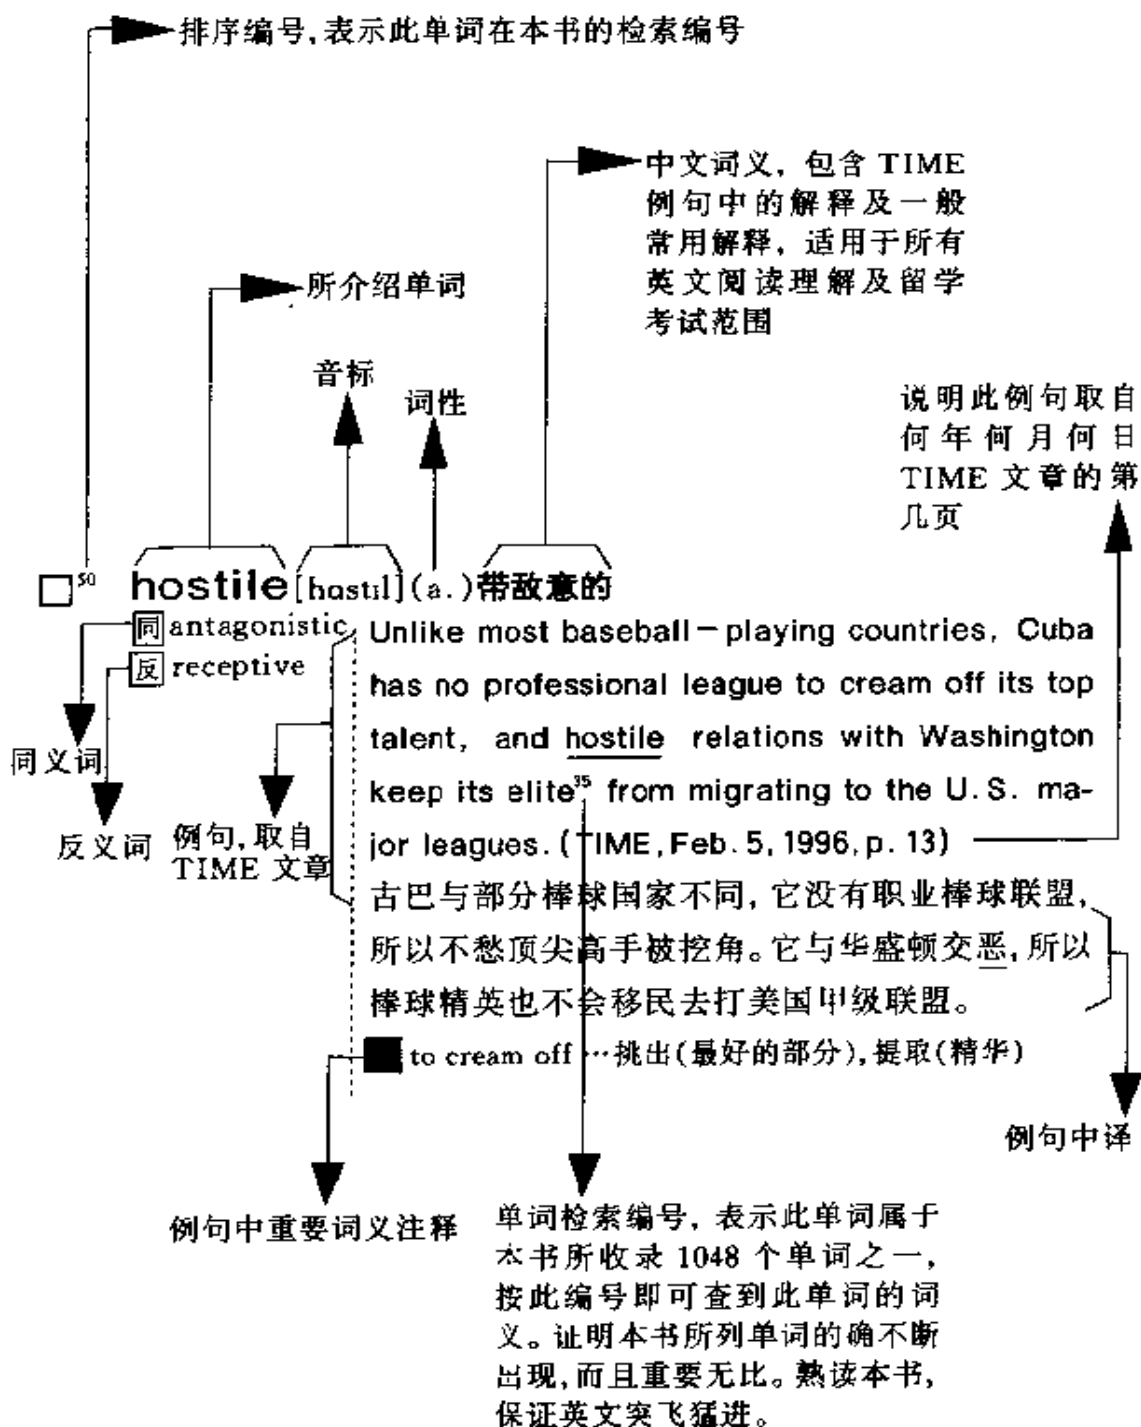 排序编号,表示此单词在本书的检索编号
中文词义，包含 TIME
例句中的解释及一般
常用解释，适用于所有
英文阅读理解及留学
考试范围
所介绍单词
音标
词性
说明此例句取自
何年何月何日
TIME 文章的第
几页
□⁵⁰ hostile[hɑstɪl](a.)带敌意的
同 antagonistic
反 receptive
同义词
反义词
例句,取自
TIME 文章
Unlike most baseball-playing countries, Cuba
has no professional league to cream off its top
talent, and hostile relations with Washington
keep its elite³⁵ from migrating to the U.S. ma-
jor leagues. (TIME, Feb. 5, 1996, p. 13)
古巴与部分棒球国家不同，它没有职业棒球联盟，
所以不愁顶尖高手被挖角。它与华盛顿交恶，所以
棒球精英也不会移民去打美国甲级联盟。
■ to cream off …挑出(最好的部分),提取(精华)
例句中译
例句中重要词义注释
单词检索编号，表示此单词属于
本书所收录 1048 个单词之一，
按此编号即可查到此单词的词
义。证明本书所列单词的确不断
出现,而且重要无比。熟读本书,
保证英文突飞猛进。